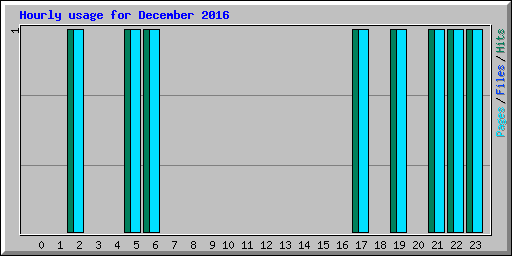 Hourly usage for December 2016
1
Pages/Files/Hits
0 1 2 3 4 5 6 7 8 9 10 11 12 13 14 15 16 17 18 19 20 21 22 23